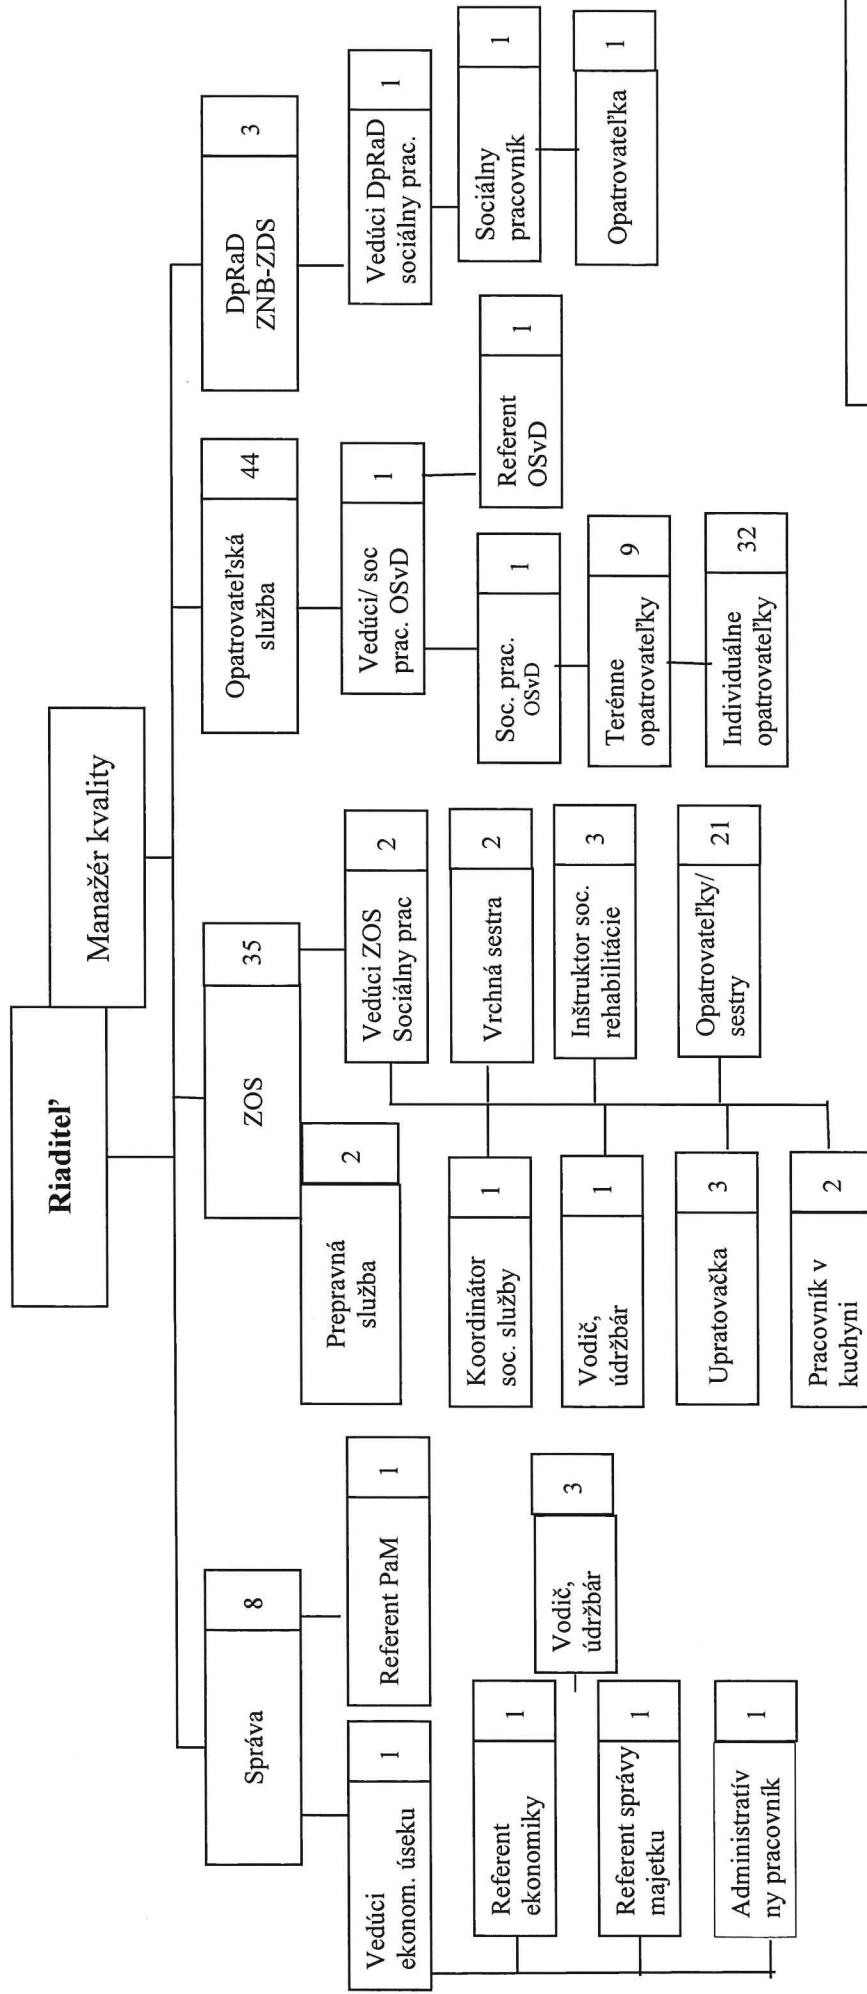 Riaditeľ
Manažér kvality
Správa
8
ZOS
35
Opatrovateľská
služba
44
DpRaD
ZNB-ZDS
3
Vedúci
ekonom. úseku
1
Referent PaM
1
Prepravná
služba
2
Vedúci ZOS
Sociálny prac
2
Vedúci/ soc
prac. OSvD
1
Vedúci DpRaD
sociálny prac.
1
Referent
ekonomiky
1
Vodič,
údržbár
3
Referent správy
majetku
1
Administratív
ny pracovník
1
Koordinátor
soc. služby
1
Vrchná sestra
2
Vodič,
údržbár
1
Inštruktor soc.
rehabilitácie
3
Upratovačka
3
Opatrovateľky/
sestry
21
Pracovník v
kuchyni
2
Soc. prac.
OSvD
1
Referent
OSvD
1
Terénne
opatrovateľky
9
Individuálne
opatrovateľky
32
Sociálny
pracovník
1
Opatrovateľka
1